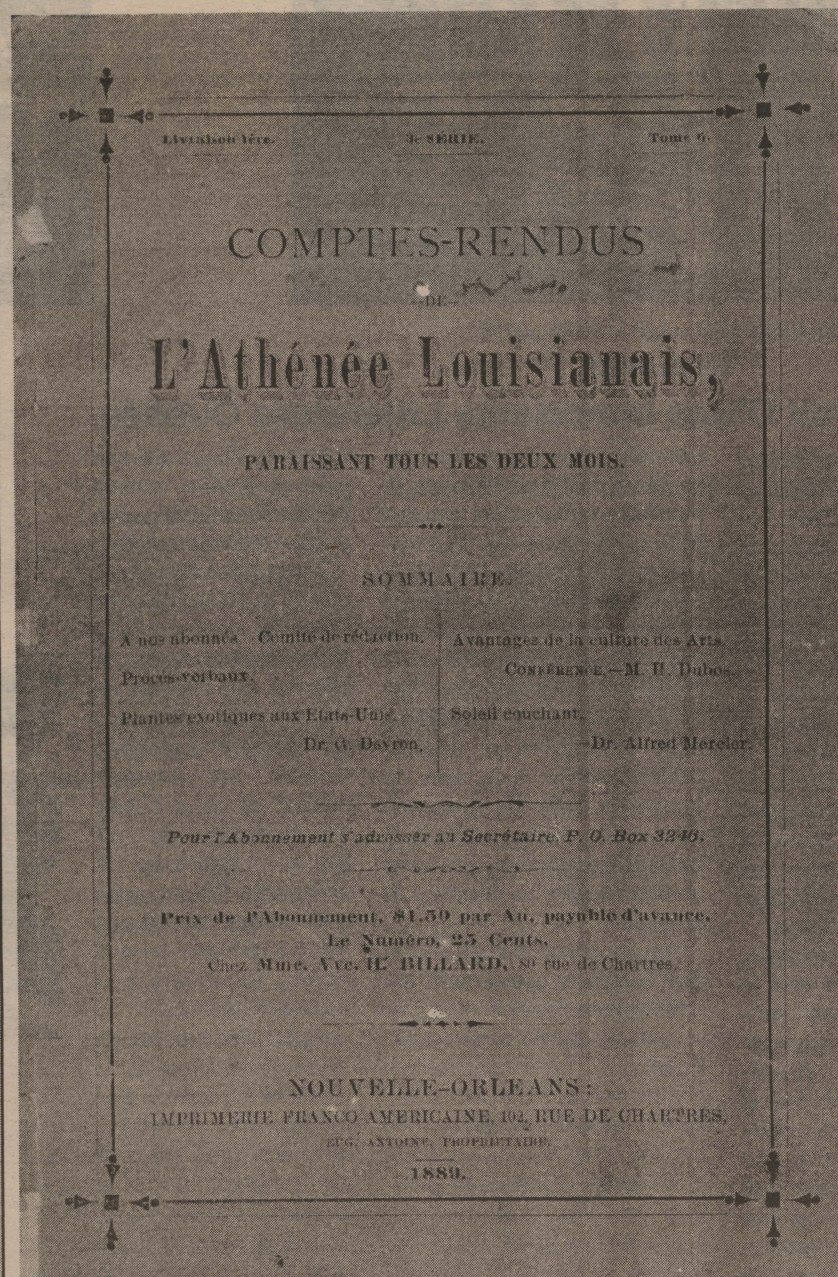 Livraison 1ère.
3e SÉRIE.
Tome 6.
COMPTES-RENDUS
—DE—
L'Athénée Louisianais,
PARAISSANT TOUS LES DEUX MOIS.
SOMMAIRE.
A nos abonnés Comité de rédaction.
Procès-verbaux.
Plantes exotiques aux Etats-Unis.
Dr. G. Devron.
Avantages de la culture des Arts.
CONFÉRENCE.—M. H. Dubos.
Soleil couchant.
—Dr. Alfred Mercier.
Pour l'Abonnement s'adresser au Secrétaire, P. O. Box 3246.
Prix de l'Abonnement, $1.50 par An, payable d'avance.
Le Numéro, 25 Cents.
Chez Mme. Vve. H. BILLARD, 80 rue de Chartres.
NOUVELLE-ORLEANS:
IMPRIMERIE FRANCO-AMERICAINE, 102, RUE DE CHARTRES,
EUG. ANTOINE, PROPRIETAIRE.
1889.